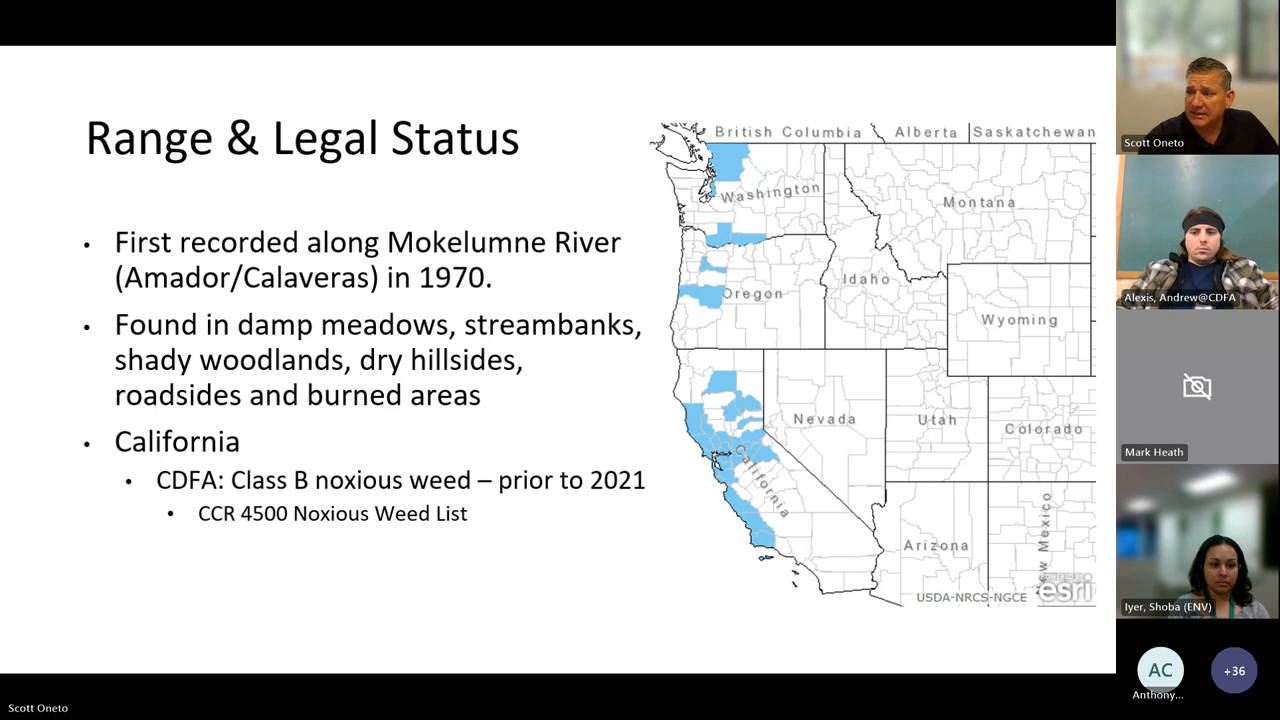 Range & Legal Status
• First recorded along Mokelumne River
(Amador/Calaveras) in 1970.
• Found in damp meadows, streambanks,
shady woodlands, dry hillsides,
roadsides and burned areas
• California
• CDFA: Class B noxious weed – prior to 2021
• CCR 4500 Noxious Weed List
British Columbia
Alberta
Saskatchewan
Washington
Montana
Oregon
Idaho
Wyoming
Nevada
Utah
Colorado
California
Arizona
w Mexico
USDA-NRCS-NGCE
esri
Scott Oneto
Alexis, Andrew@CDFA
Mark Heath
Iyer, Shoba (ENV)
AC
+36
Anthony...
Scott Oneto